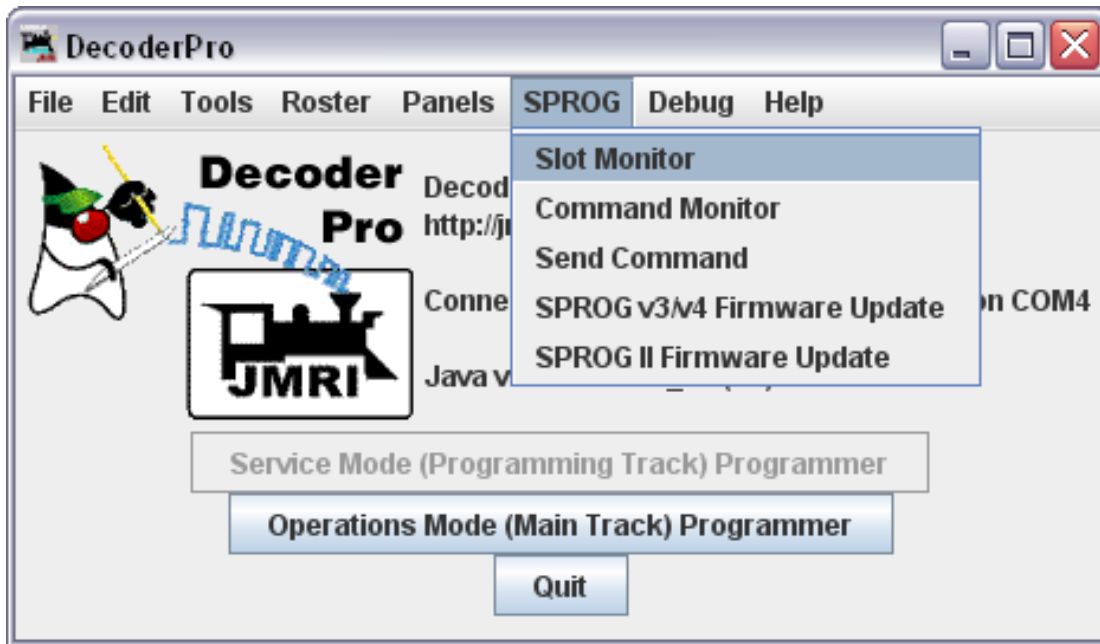 DecoderPro
File Edit Tools Roster Panels SPROG Debug Help
Slot Monitor
Command Monitor
Send Command
SPROG v3/v4 Firmware Update
SPROG II Firmware Update
Decoder
Pro
http://j
on COM4
Java v
JMRI
Service Mode (Programming Track) Programmer
Operations Mode (Main Track) Programmer
Quit